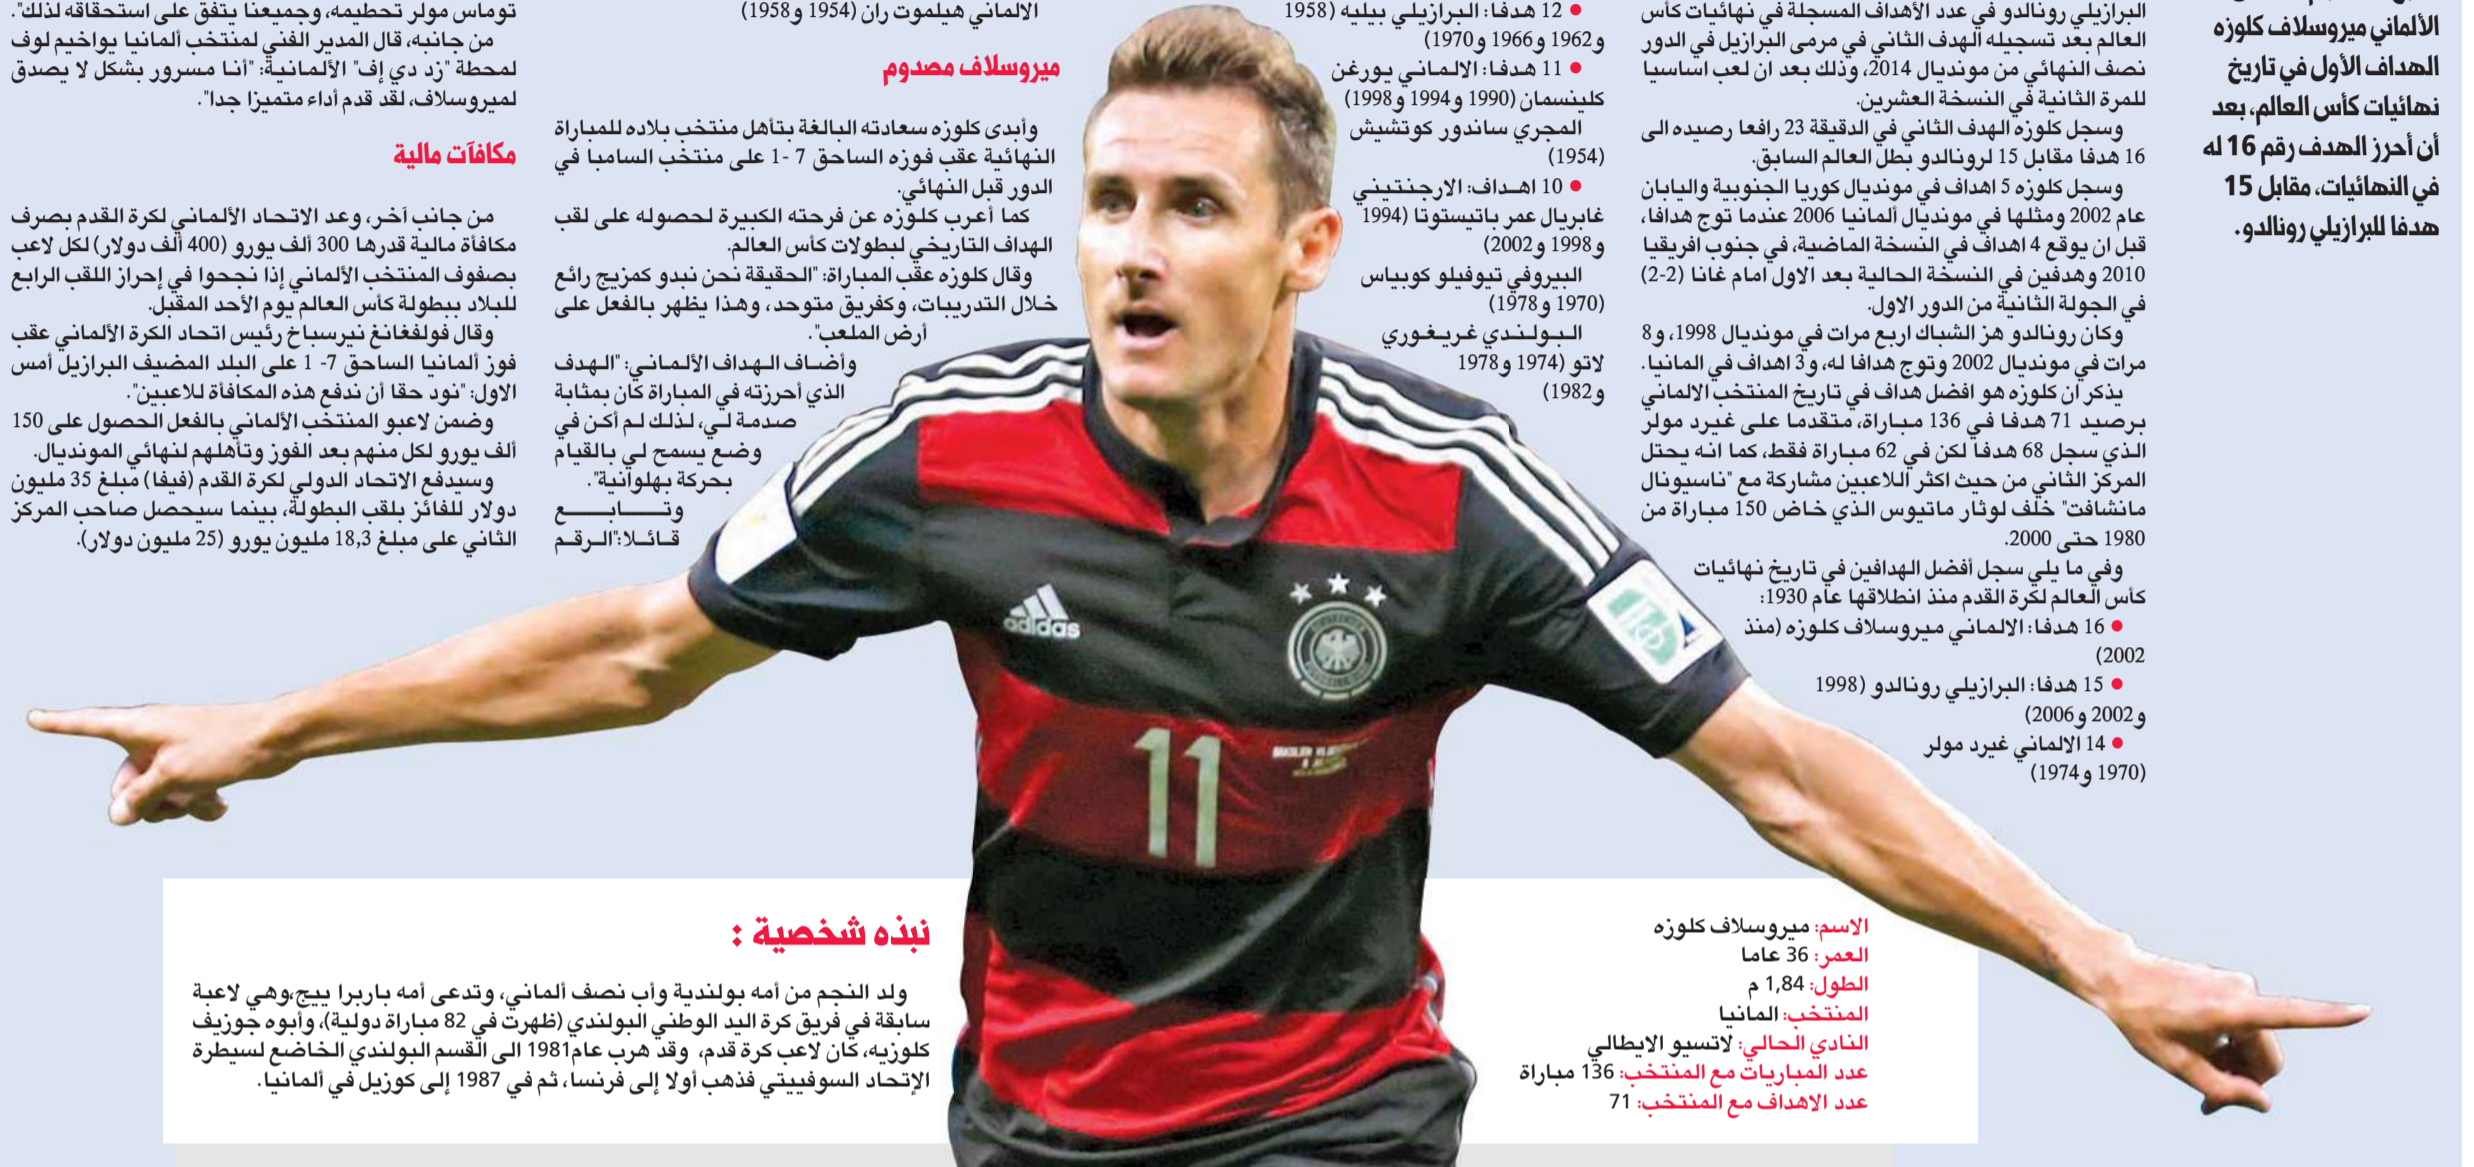 الألماني ميروسلاف كلوزه
الهداف الأول في تاريخ
نهائيات كأس العالم، بعد
أن أحرز الهدف رقم 16 له
في النهائيات، مقابل 15
هدفا للبرازيلي رونالدو.
البرازيلي رونالدو في عدد الأهداف المسجلة في نهائيات كأس
العالم بعد تسجيله الهدف الثاني في مرمى البرازيل في الدور
نصف النهائي من مونديال 2014، وذلك بعد ان لعب اساسيا
للمرة الثانية في النسخة العشرين.
وسجل كلوزه الهدف الثاني في الدقيقة 23 رافعا رصيده الى
16 هدفا مقابل 15 لرونالدو بطل العالم السابق.
وسجل كلوزه 5 اهداف في مونديال كوريا الجنوبية واليابان
عام 2002 ومثلها في مونديال ألمانيا 2006 عندما توج هدافا،
قبل ان يوقع 4 اهداف في النسخة الماضية، في جنوب افريقيا
2010 وهدفين في النسخة الحالية بعد الاول امام غانا (2-2)
في الجولة الثانية من الدور الاول.
وكان رونالدو هز الشباك اربع مرات في مونديال 1998، و8
مرات في مونديال 2002 وتوج هدافا له، و3 اهداف في المانيا.
يذكر ان كلوزه هو افضل هداف في تاريخ المنتخب الالماني
برصيد 71 هدفا في 136 مباراة، متقدما على غيرد مولر
الذي سجل 68 هدفا لكن في 62 مباراة فقط، كما انه يحتل
المركز الثاني من حيث اكثر اللاعبين مشاركة مع "ناسيونال
مانشافت" خلف لوثار ماتيوس الذي خاض 150 مباراة من
1980 حتى 2000.
وفي ما يلي سجل أفضل الهدافين في تاريخ نهائيات
كأس العالم لكرة القدم منذ انطلاقها عام 1930:
● 16 هدفا: الالماني ميروسلاف كلوزه (منذ
2002)
● 15 هدفا: البرازيلي رونالدو (1998
و2002 و2006)
● 14 الالماني غيرد مولر
(1970 و1974)
● 12 هدفا: البرازيلي بيليه (1958
و1962 و1966 و1970)
● 11 هدفا: الالماني يورغن
كلينسمان (1990 و1994 و1998)
المجري ساندور كوتشيش
(1954)
● 10 اهداف: الارجنتيني
غابريال عمر باتيستوتا (1994
و1998 و2002)
البيروفي تيوفيلو كوبياس
(1970 و1978)
البولندي غريغوري
لاتو (1974 و1978
و1982)
الالماني هيلموت ران (1954 و1958)
ميروسلاف مصدوم
وأبدى كلوزه سعادته البالغة بتأهل منتخب بلاده للمباراة
النهائية عقب فوزه الساحق 7 -1 على منتخب السامبا في
الدور قبل النهائي.
كما أعرب كلوزه عن فرحته الكبيرة لحصوله على لقب
الهداف التاريخي لبطولات كأس العالم.
وقال كلوزه عقب المباراة: "الحقيقة نحن نبدو كمزيج رائع
خلال التدريبات، وكفريق متوحد، وهذا يظهر بالفعل على
أرض الملعب".
وأضاف الهداف الألماني: "الهدف
الذي أحرزته في المباراة كان بمثابة
صدمة لي، لذلك لم أكن في
وضع يسمح لي بالقيام
بحركة بهلوانية".
وتابع
قائلا:"الرقم
توماس مولر تحطيمه، وجميعنا يتفق على استحقاقه لذلك".
من جانبه، قال المدير الفني لمنتخب ألمانيا يواخيم لوف
لمحطة "زد دي إف" الألمانية: "أنا مسرور بشكل لا يصدق
لميروسلاف، لقد قدم أداء متميزا جدا".
مكافآت مالية
من جانب آخر، وعد الاتحاد الألماني لكرة القدم بصرف
مكافأة مالية قدرها 300 ألف يورو (400 ألف دولار) لكل لاعب
بصفوف المنتخب الألماني إذا نجحوا في إحراز اللقب الرابع
للبلاد ببطولة كأس العالم يوم الأحد المقبل.
وقال فولفغانغ نيرسباخ رئيس اتحاد الكرة الألماني عقب
فوز ألمانيا الساحق 7- 1 على البلد المضيف البرازيل أمس
الاول: "نود حقا أن ندفع هذه المكافأة للاعبين".
وضمن لاعبو المنتخب الألماني بالفعل الحصول على 150
ألف يورو لكل منهم بعد الفوز وتأهلهم لنهائي المونديال.
وسيدفع الاتحاد الدولي لكرة القدم (فيفا) مبلغ 35 مليون
دولار للفائز بلقب البطولة، بينما سيحصل صاحب المركز
الثاني على مبلغ 18,3 مليون يورو (25 مليون دولار).
adidas
11
الاسم: ميروسلاف كلوزه
العمر: 36 عاما
الطول: 1,84 م
المنتخب: المانيا
النادي الحالي: لاتسيو الايطالي
عدد المباريات مع المنتخب: 136 مباراة
عدد الاهداف مع المنتخب: 71
نبذه شخصية :
ولد النجم من أمه بولندية وأب نصف ألماني، وتدعى أمه باربرا ييج،وهي لاعبة
سابقة في فريق كرة اليد الوطني البولندي (ظهرت في 82 مباراة دولية)، وأبوه جوزيف
كلوزيه، كان لاعب كرة قدم، وقد هرب عام1981 الى القسم البولندي الخاضع لسيطرة
الإتحاد السوفييتي فذهب أولا إلى فرنسا، ثم في 1987 إلى كوزيل في ألمانيا.